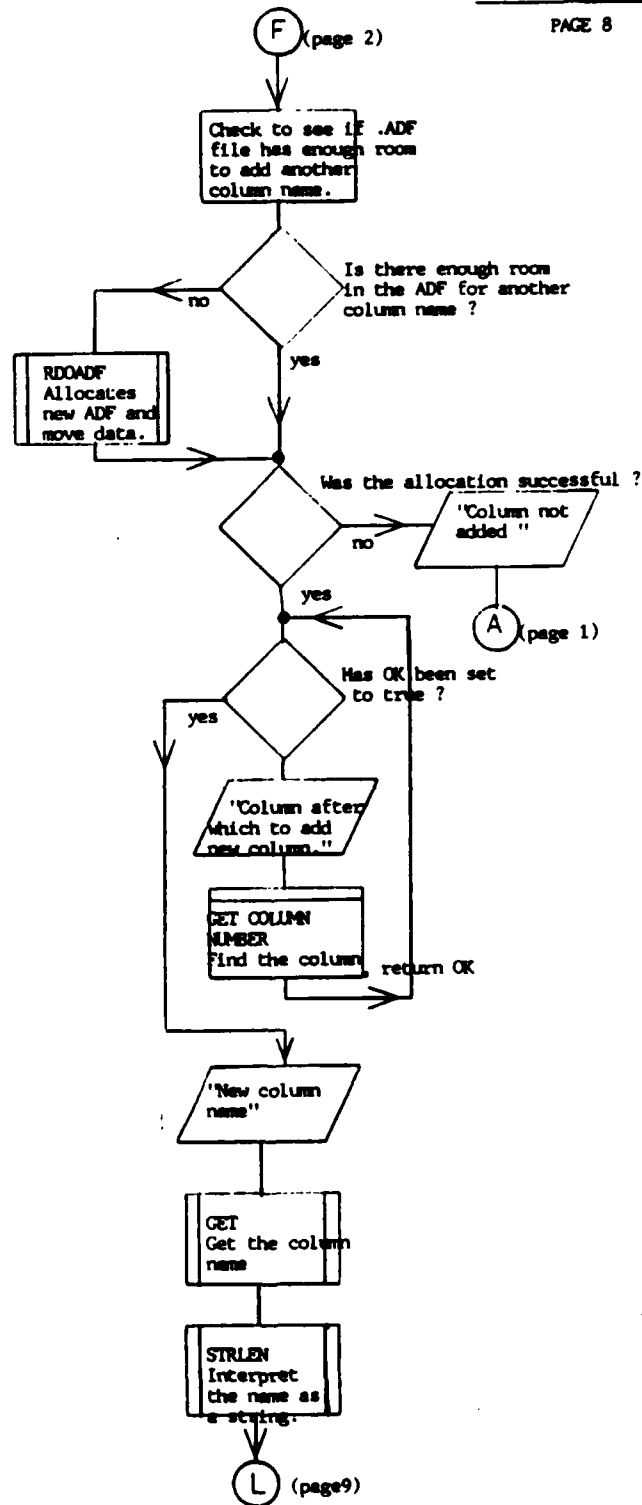 PAGE 8
F (page 2)
Check to see if .ADF
file has enough room
to add another
column name.
Is there enough room
in the ADF for another
column name ?
no
yes
RDOADF
Allocates
new ADF and
move data.
Was the allocation successful ?
no
"Column not
added "
yes
A (page 1)
Has OK been set
to true ?
yes
"Column after
which to add
new column."
GET COLUMN
NUMBER
Find the column
. return OK
"New column
name"
GET
Get the column
name
STRLEN
Interpret
the name as
a string.
L (page9)